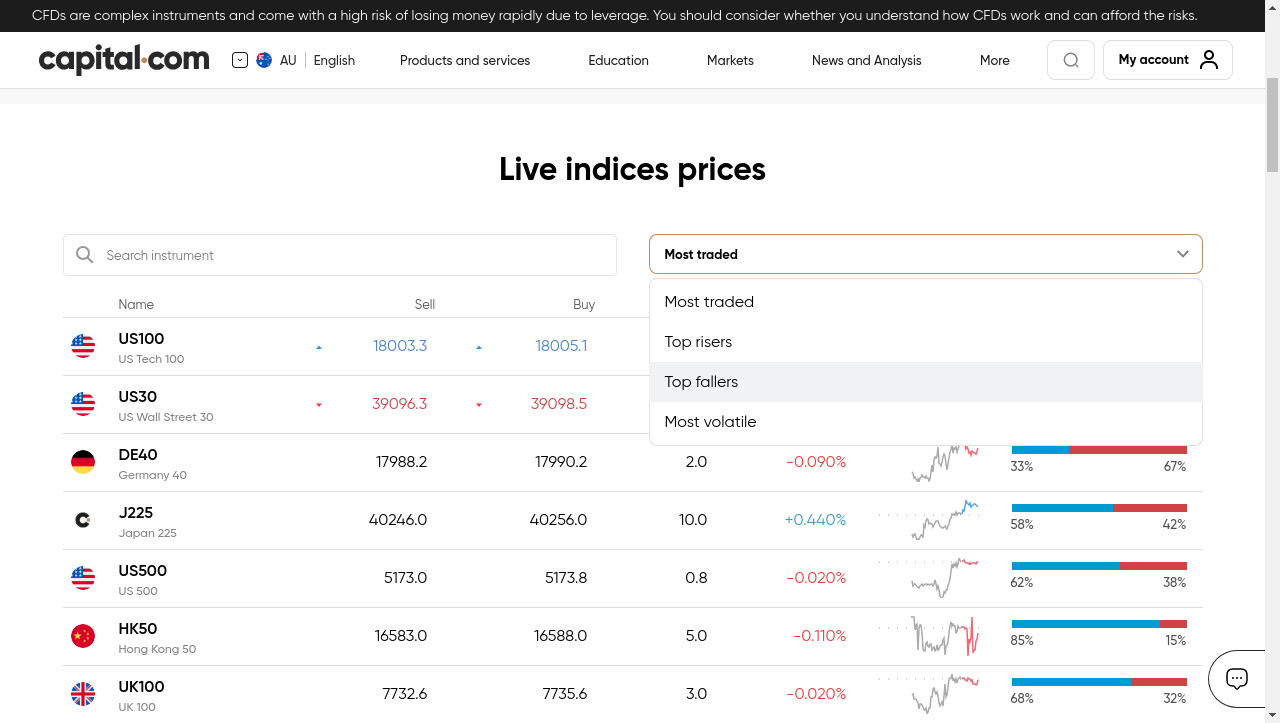 CFDs are complex instruments and come with a high risk of losing money rapidly due to leverage. You should consider whether you understand how CFDs work and can afford the risks.
capital.com AU English Products and services Education Markets News and Analysis More My account
Live indices prices
Search instrument
Most traded
Most traded
Top risers
Top fallers
Most volatile
Name Sell Buy
US100 18003.3 18005.1
US Tech 100
US30 39096.3 39098.5
US Wall Street 30
DE40 17988.2 17990.2 2.0 -0.090%
Germany 40 33% 67%
J225 40246.0 40256.0 10.0 +0.440%
Japan 225 58% 42%
US500 5173.0 5173.8 0.8 -0.020%
US 500 62% 38%
HK50 16583.0 16588.0 5.0 -0.110%
Hong Kong 50 85% 15%
UK100 7732.6 7735.6 3.0 -0.020%
UK 100 68% 32%